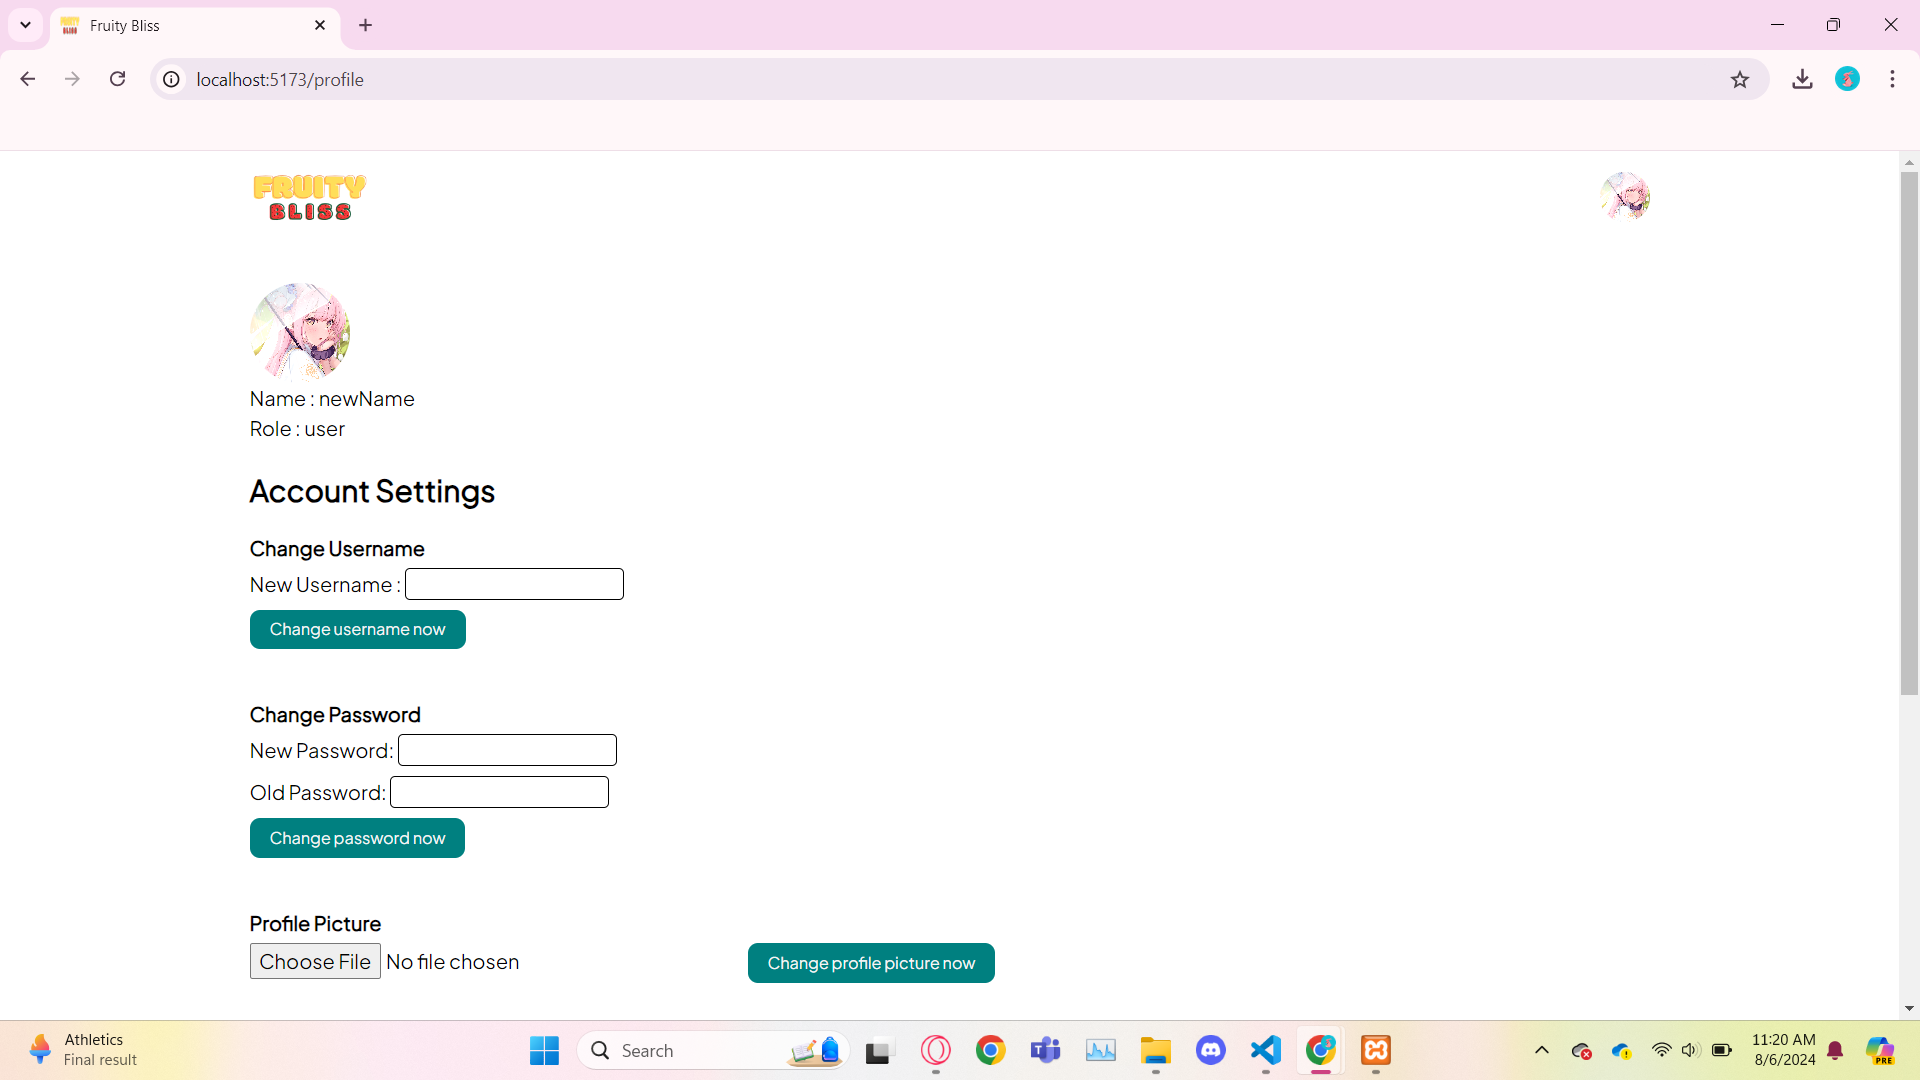 Fruity Bliss
localhost:5173/profile
FRUITY
BLISS
Name : newName
Role : user
Account Settings
Change Username
New Username :
Change username now
Change Password
New Password:
Old Password:
Change password now
Profile Picture
Choose File No file chosen
Change profile picture now
Athletics
Final result
Search
11:20 AM
8/6/2024
PRE